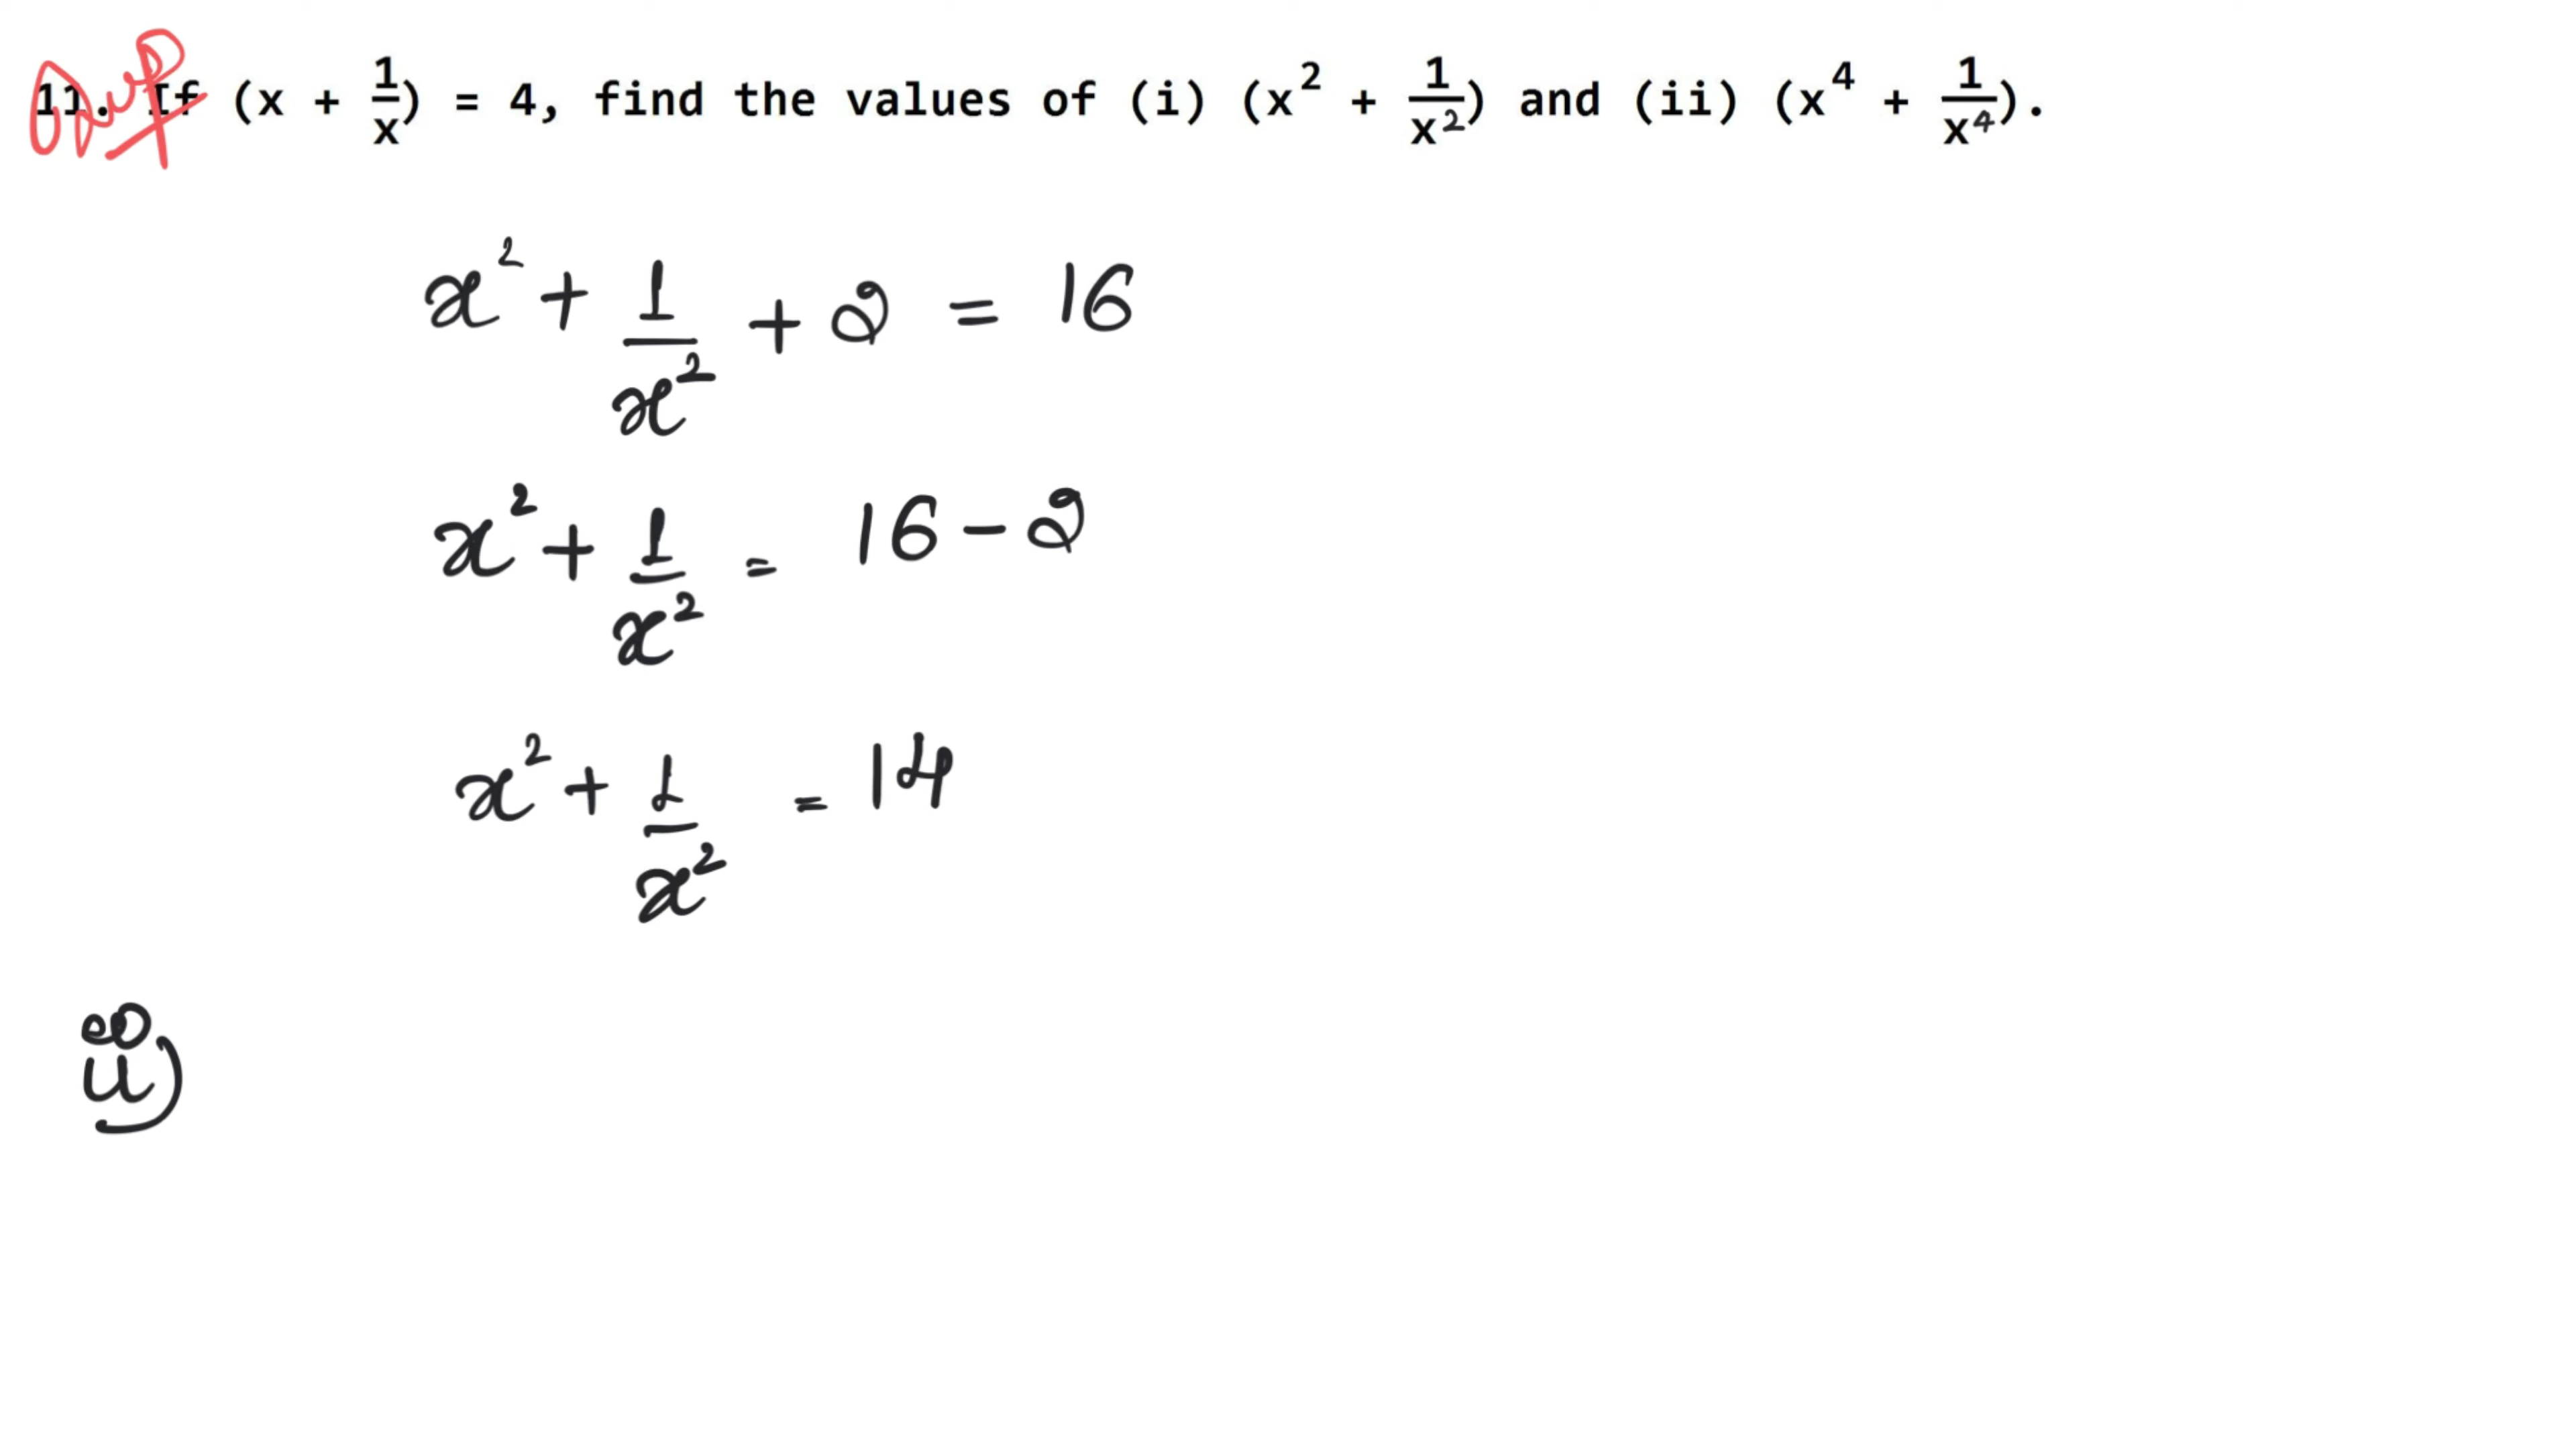 11. If (x + 1/x) = 4, find the values of (i) (x² + 1/x²) and (ii) (x⁴ + 1/x⁴).
x² + 1/x² + 2 = 16
x² + 1/x² = 16 - 2
x² + 1/x² = 14
ii)